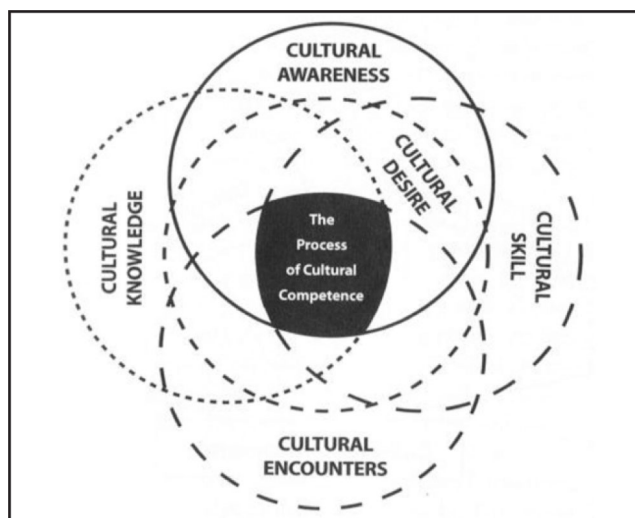 CULTURAL
AWARENESS
CULTURAL
DESIRE
CULTURAL
KNOWLEDGE
The
Process
of Cultural
Competence
CULTURAL
SKILL
CULTURAL
ENCOUNTERS